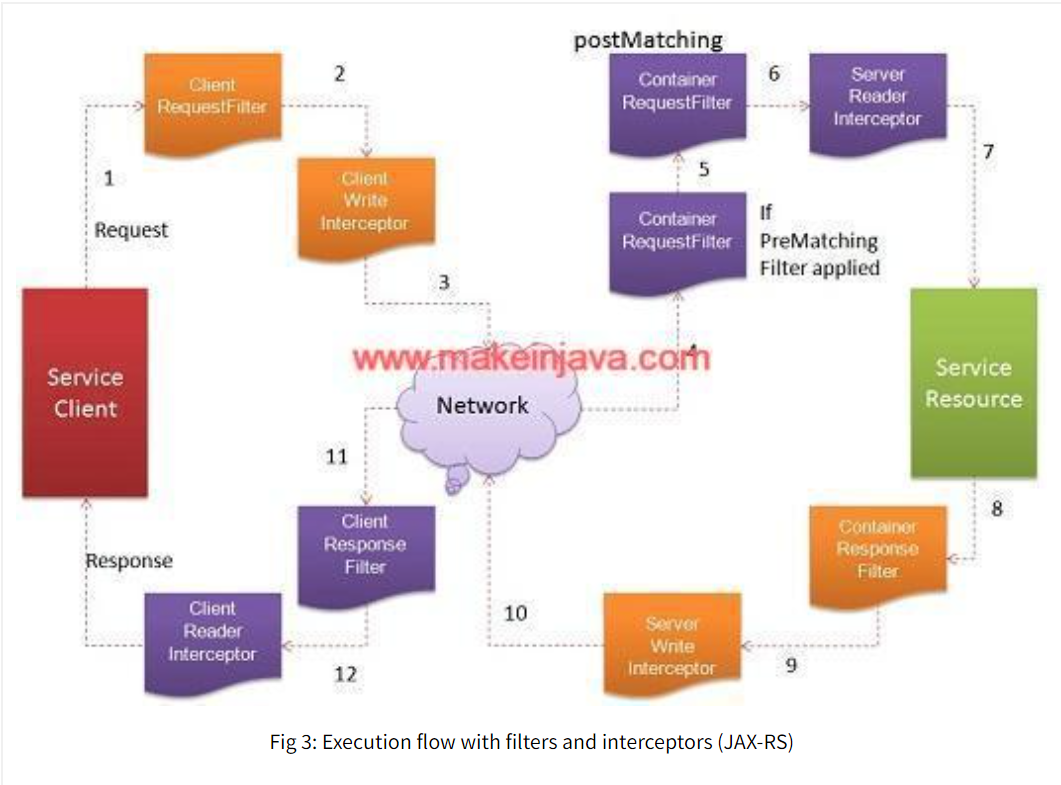 postMatching
Client
RequestFilter
2
Container
RequestFilter
6
Server
Reader
Interceptor
1
Client
Write
Interceptor
5
7
Request
Container
RequestFilter
If
PreMatching
Filter applied
3
4
www.makeinjava.com
Service
Client
Network
Service
Resource
11
8
Client
Response
Filter
Container
Response
Filter
Response
10
Client
Reader
Interceptor
12
Server
Write
Interceptor
9
Fig 3: Execution flow with filters and interceptors (JAX-RS)